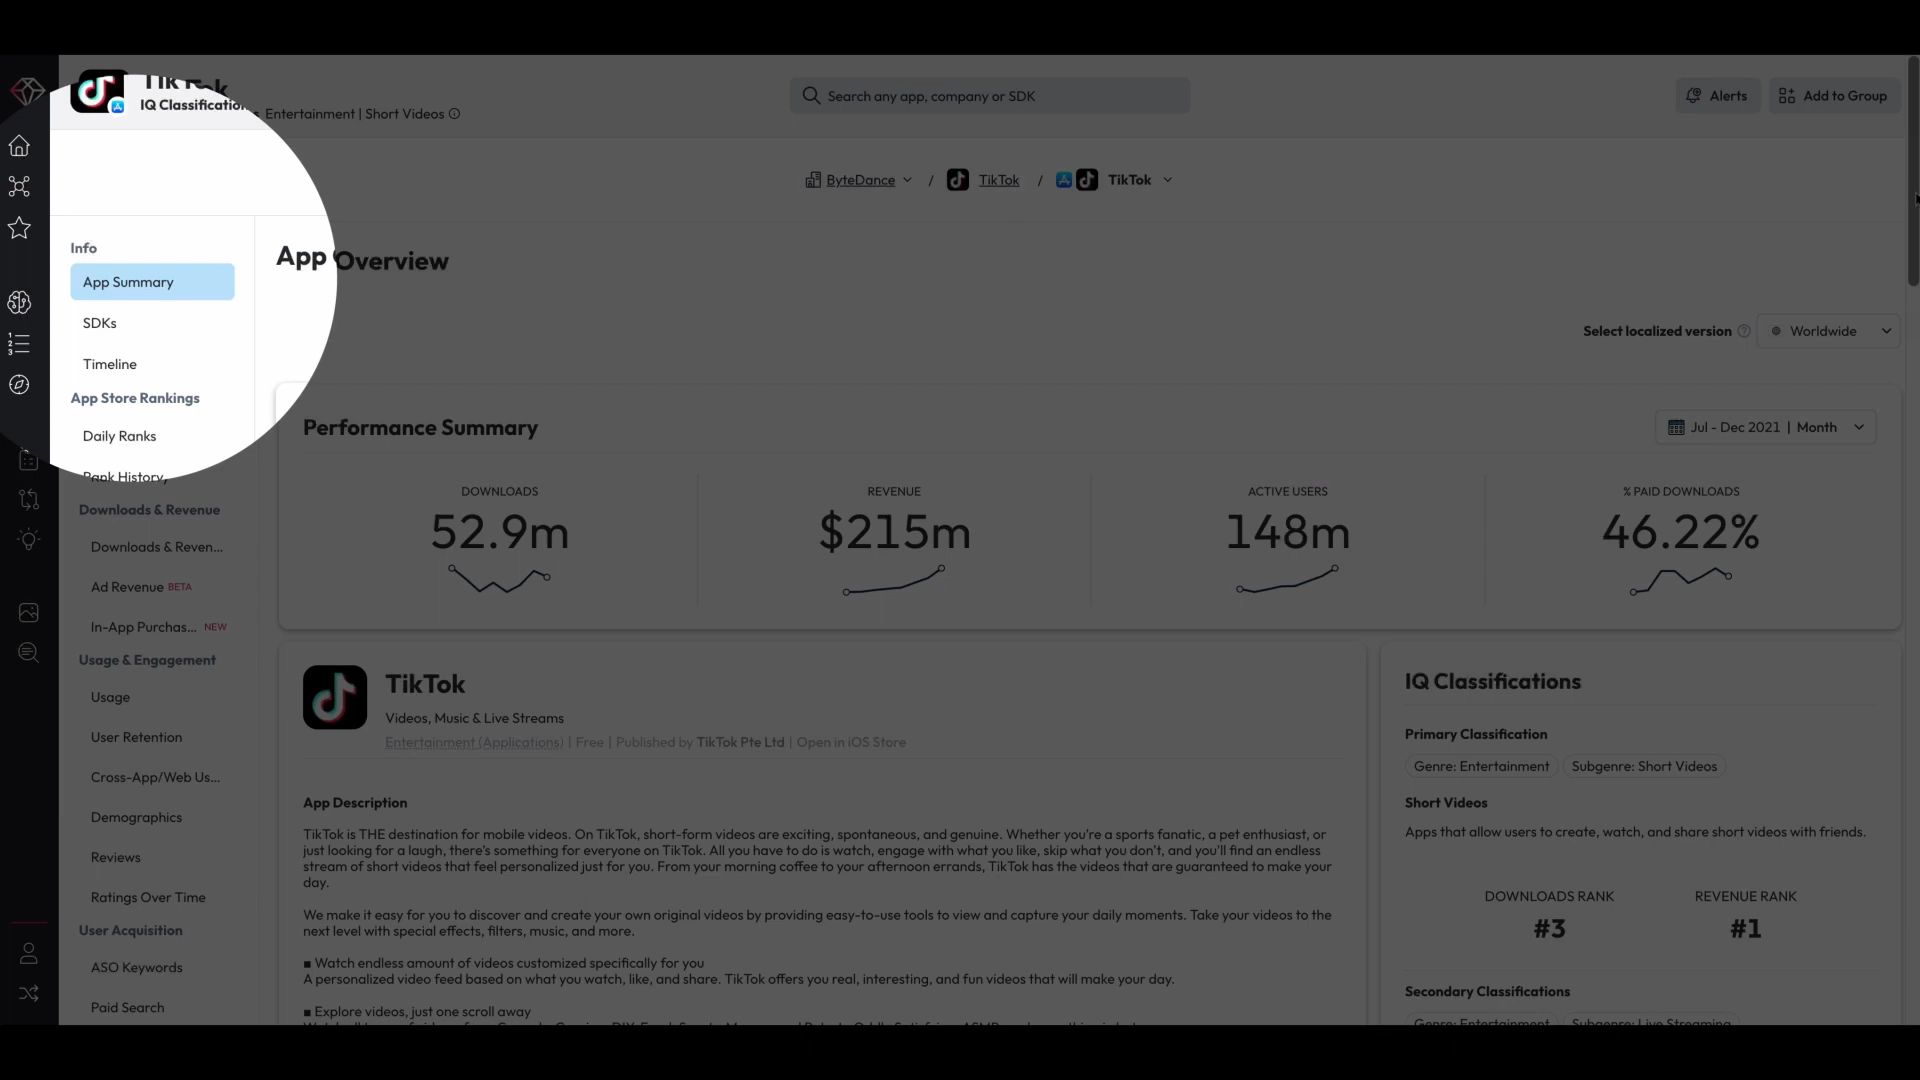 TikTok
IQ Classifications: Entertainment | Short Videos
Search any app, company or SDK
Alerts
Add to Group
ByteDance / TikTok / TikTok
Info
App Summary
SDKs
Timeline
App Store Rankings
Daily Ranks
Rank History
Downloads & Revenue
Downloads & Reven...
Ad Revenue BETA
In-App Purchas... NEW
Usage & Engagement
Usage
User Retention
Cross-App/Web Us...
Demographics
Reviews
Ratings Over Time
User Acquisition
ASO Keywords
Paid Search
App Overview
Select localized version
Worldwide
Performance Summary
Jul - Dec 2021 | Month
DOWNLOADS
52.9m
REVENUE
$215m
ACTIVE USERS
148m
% PAID DOWNLOADS
46.22%
TikTok
Videos, Music & Live Streams
Entertainment (Applications) | Free | Published by TikTok Pte Ltd | Open in iOS Store
App Description
TikTok is THE destination for mobile videos. On TikTok, short-form videos are exciting, spontaneous, and genuine. Whether you're a sports fanatic, a pet enthusiast, or
just looking for a laugh, there's something for everyone on TikTok. All you have to do is watch, engage with what you like, skip what you don't, and you'll find an endless
stream of short videos that feel personalized just for you. From your morning coffee to your afternoon errands, TikTok has the videos that are guaranteed to make your
day.
We make it easy for you to discover and create your own original videos by providing easy-to-use tools to view and capture your daily moments. Take your videos to the
next level with special effects, filters, music, and more.
■ Watch endless amount of videos customized specifically for you
A personalized video feed based on what you watch, like, and share. TikTok offers you real, interesting, and fun videos that will make your day.
■ Explore videos, just one scroll away
IQ Classifications
Primary Classification
Genre: Entertainment
Subgenre: Short Videos
Short Videos
Apps that allow users to create, watch, and share short videos with friends.
DOWNLOADS RANK
#3
REVENUE RANK
#1
Secondary Classifications
Genre: Entertainment
Subgenre: Live Streaming